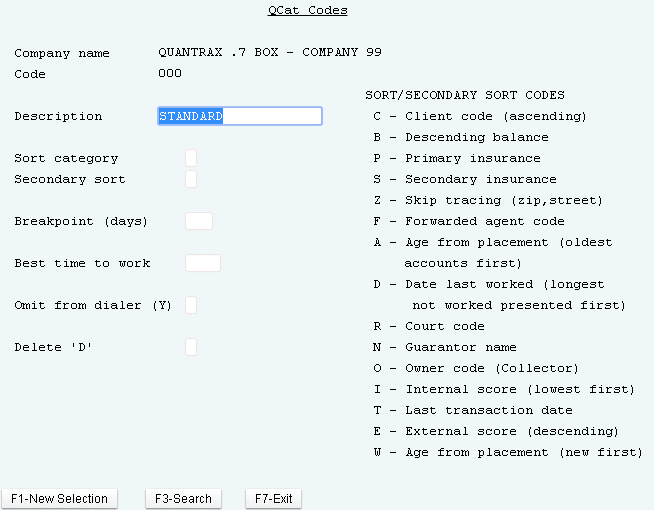 QCat Codes
Company name QUANTRAX .7 BOX - COMPANY 99
Code 000
Description STANDARD
Sort category
Secondary sort
Breakpoint (days)
Best time to work
Omit from dialer (Y)
Delete 'D'
SORT/SECONDARY SORT CODES
C - Client code (ascending)
B - Descending balance
P - Primary insurance
S - Secondary insurance
Z - Skip tracing (zip,street)
F - Forwarded agent code
A - Age from placement (oldest
accounts first)
D - Date last worked (longest
not worked presented first)
R - Court code
N - Guarantor name
O - Owner code (Collector)
I - Internal score (lowest first)
T - Last transaction date
E - External score (descending)
W - Age from placement (new first)
F1-New Selection F3-Search F7-Exit